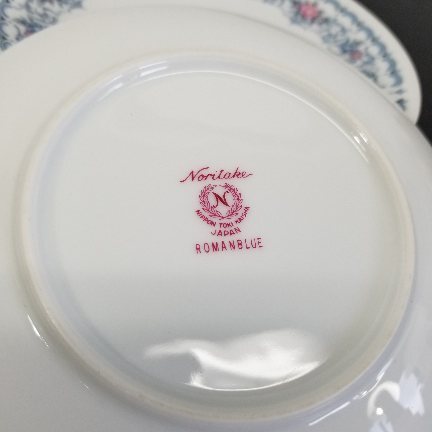 Noritake
N
NIPPON TOKI KAISHA
JAPAN
ROMANBLUE